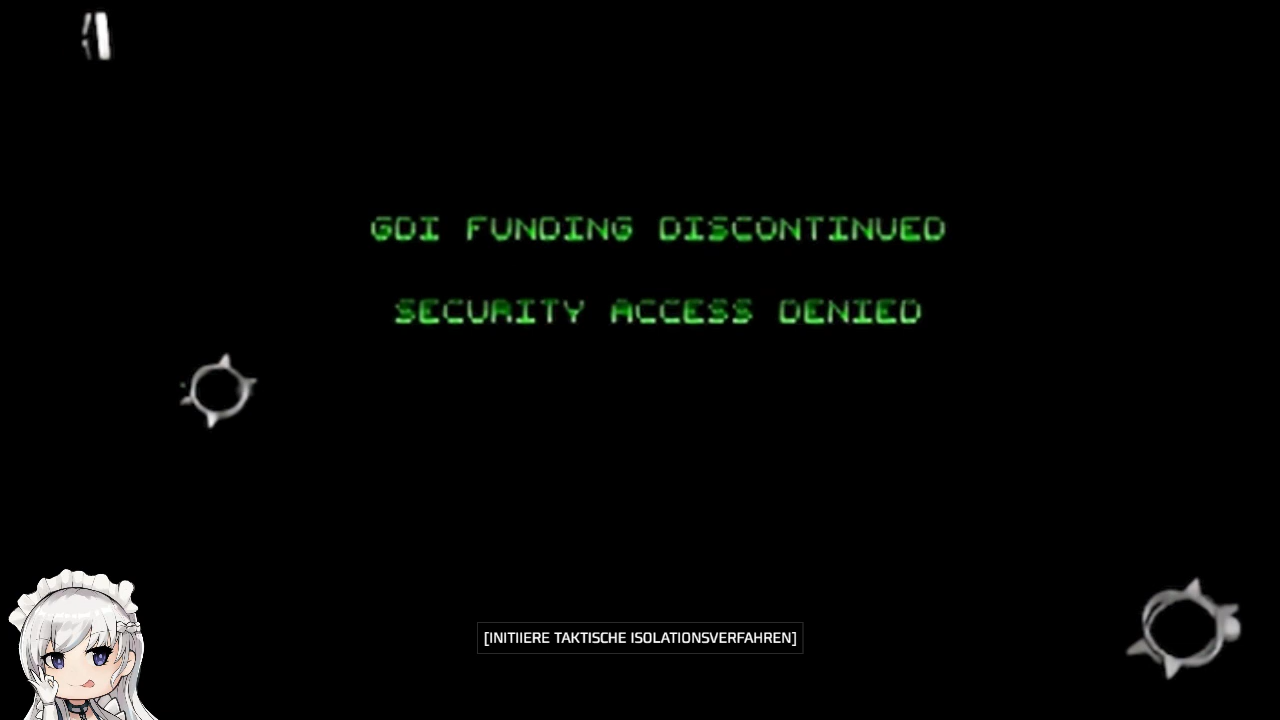 GDI FUNDING DISCONTINUED
SECURITY ACCESS DENIED
[INITIIERE TAKTISCHE ISOLATIONSVERFAHREN]